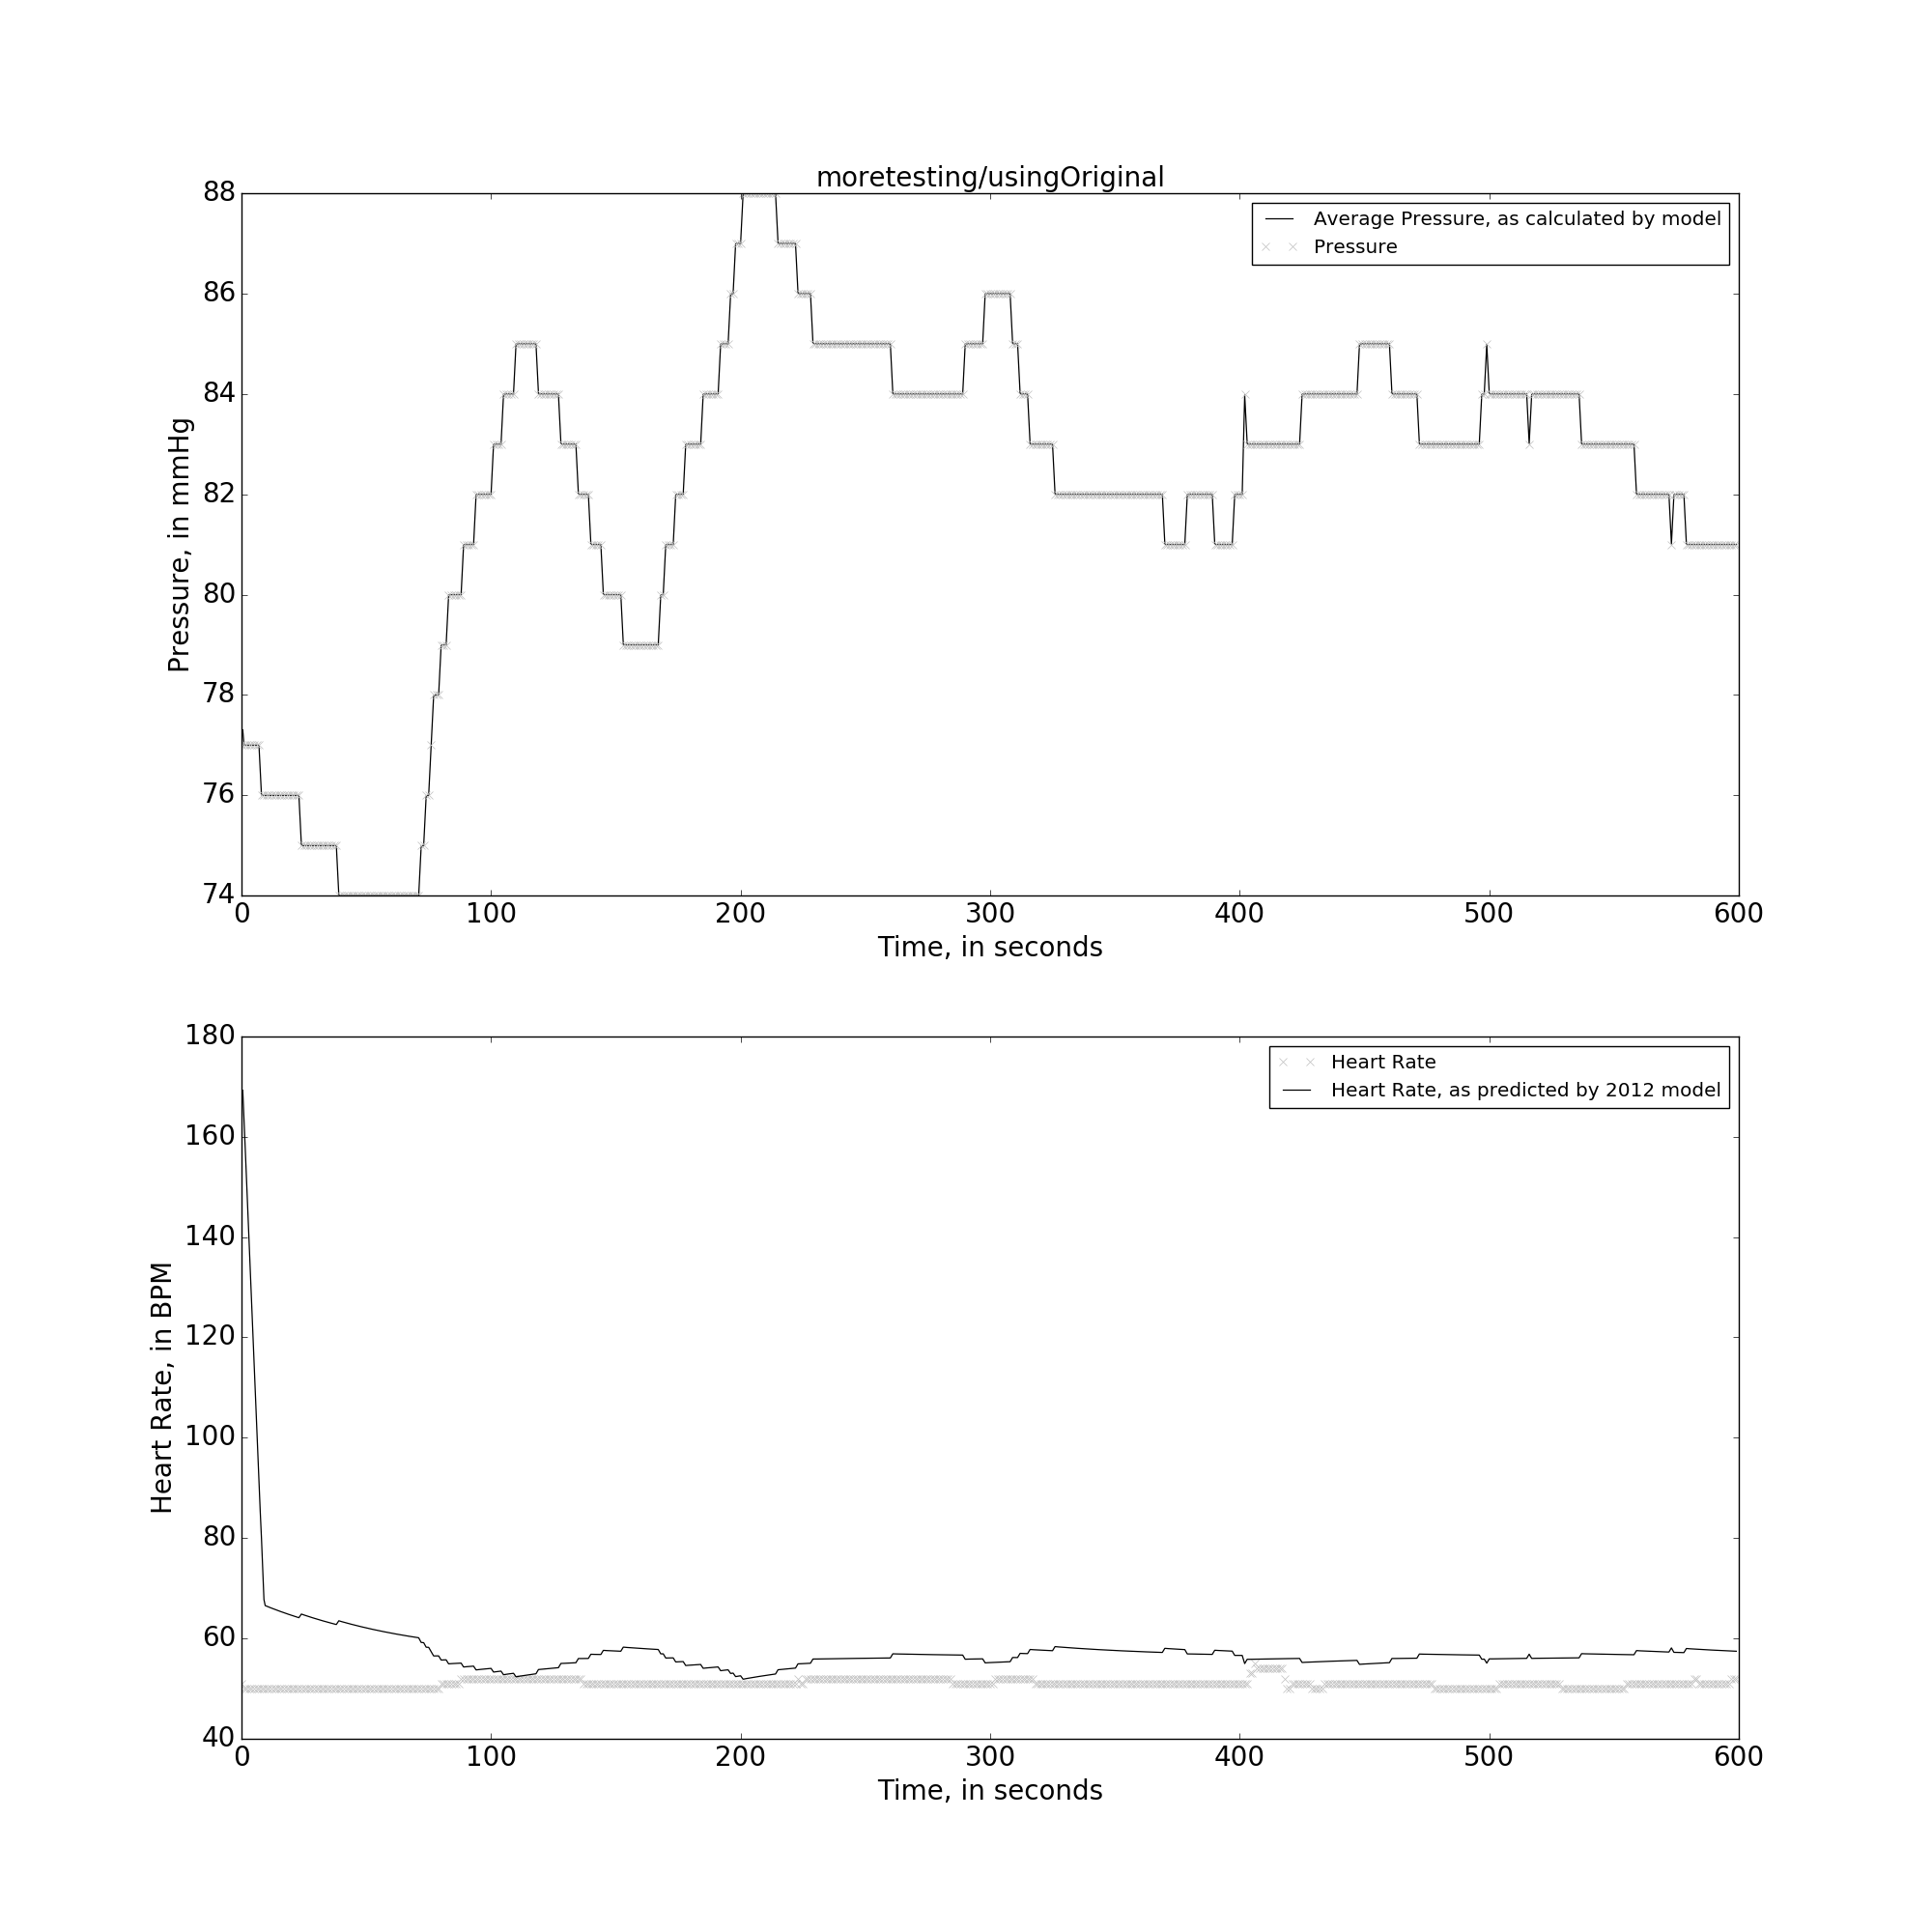 moretesting/usingOriginal
88
86
84
82
80
78
76
74
Pressure, in mmHg
Average Pressure, as calculated by model
Pressure
0 100 200 300 400 500 600
Time, in seconds
180
160
140
120
100
80
60
40
Heart Rate, in BPM
Heart Rate
Heart Rate, as predicted by 2012 model
0 100 200 300 400 500 600
Time, in seconds